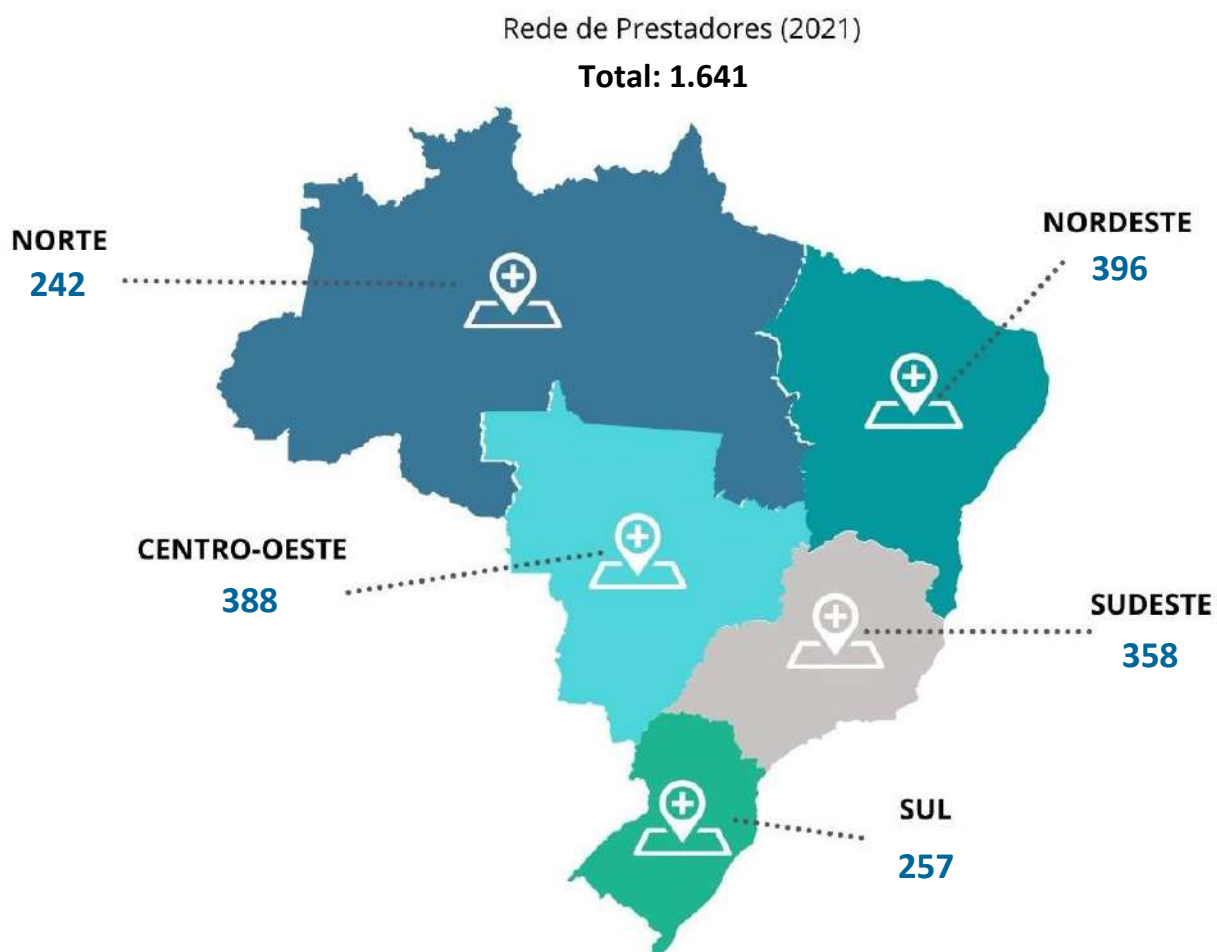 Rede de Prestadores (2021)
Total: 1.641
NORTE
242
NORDESTE
396
CENTRO-OESTE
388
SUDESTE
358
SUL
257